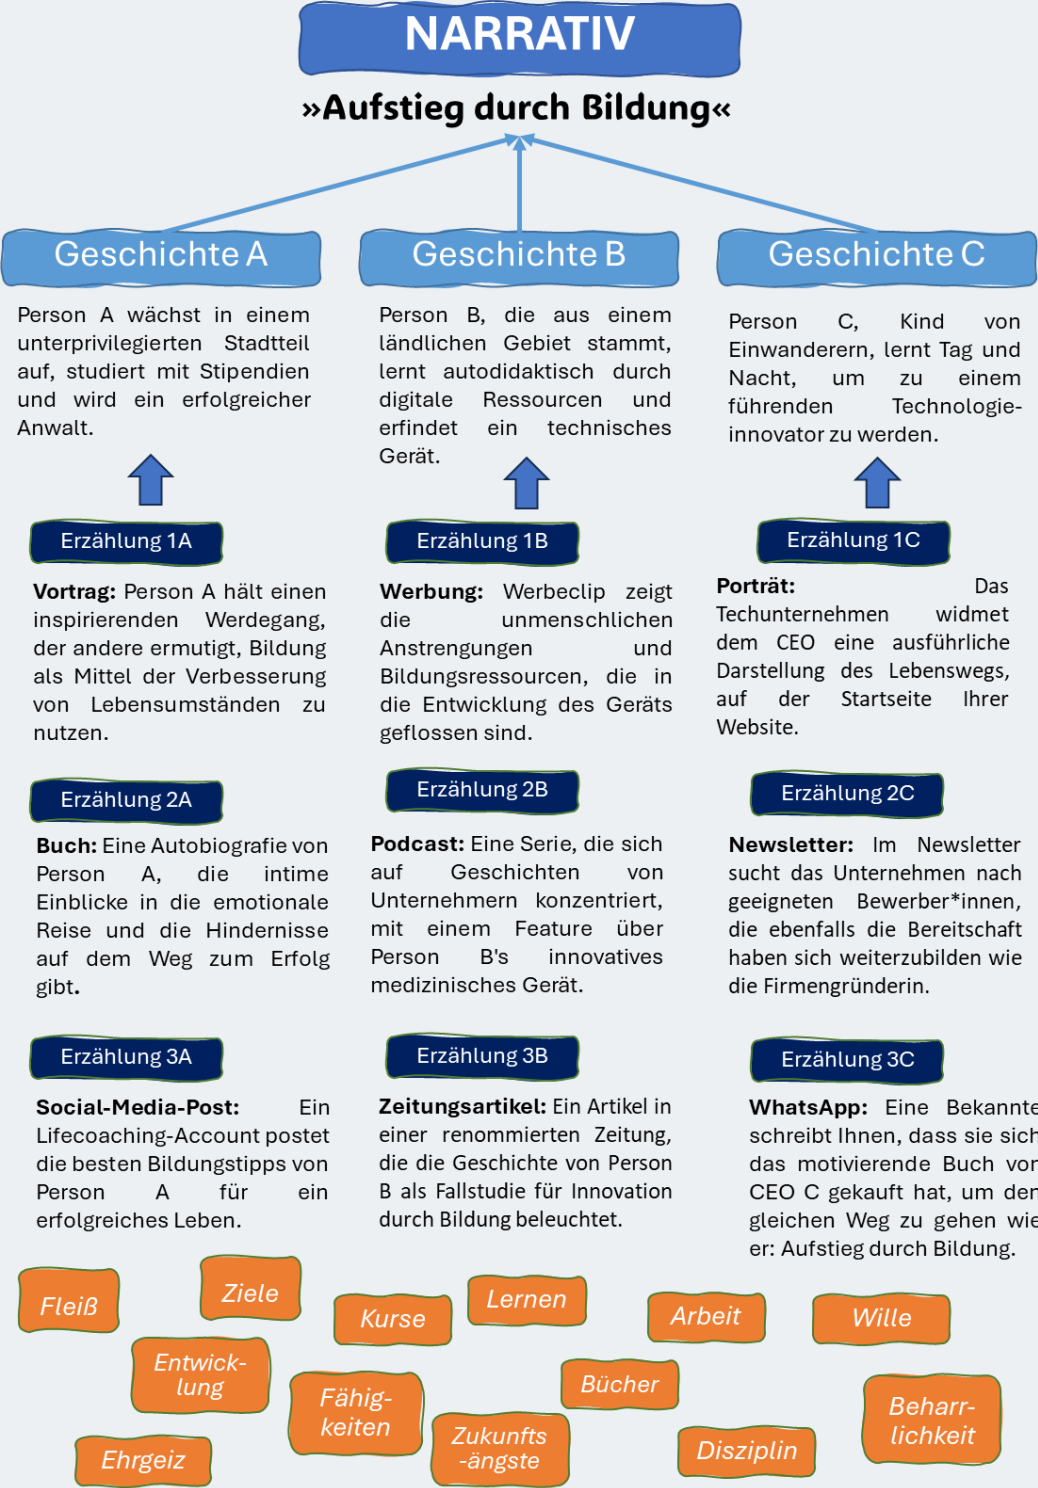 NARRATIV
»Aufstieg durch Bildung«
Geschichte A
Person A wächst in einem
unterprivilegierten Stadtteil
auf, studiert mit Stipendien
und wird ein erfolgreicher
Anwalt.
Erzählung 1A
Vortrag: Person A hält einen
inspirierenden Werdegang,
der andere ermutigt, Bildung
als Mittel der Verbesserung
von Lebensumständen zu
nutzen.
Erzählung 2A
Buch: Eine Autobiografie von
Person A, die intime
Einblicke in die emotionale
Reise und die Hindernisse
auf dem Weg zum Erfolg
gibt.
Erzählung 3A
Social-Media-Post: Ein
Lifecoaching-Account postet
die besten Bildungstipps von
Person A für ein
erfolgreiches Leben.
Geschichte B
Person B, die aus einem
ländlichen Gebiet stammt,
lernt autodidaktisch durch
digitale Ressourcen und
erfindet ein technisches
Gerät.
Erzählung 1B
Werbung: Werbeclip zeigt
die unmenschlichen
Anstrengungen und
Bildungsressourcen, die in
die Entwicklung des Geräts
geflossen sind.
Erzählung 2B
Podcast: Eine Serie, die sich
auf Geschichten von
Unternehmern konzentriert,
mit einem Feature über
Person B's innovatives
medizinisches Gerät.
Erzählung 3B
Zeitungsartikel: Ein Artikel in
einer renommierten Zeitung,
die die Geschichte von Person
B als Fallstudie für Innovation
durch Bildung beleuchtet.
Geschichte C
Person C, Kind von
Einwanderern, lernt Tag und
Nacht, um zu einem
führenden Technologie-
innovator zu werden.
Erzählung 1C
Porträt: Das
Techunternehmen widmet
dem CEO eine ausführliche
Darstellung des Lebenswegs,
auf der Startseite Ihrer
Website.
Erzählung 2C
Newsletter: Im Newsletter
sucht das Unternehmen nach
geeigneten Bewerber*innen,
die ebenfalls die Bereitschaft
haben sich weiterzubilden wie
die Firmengründerin.
Erzählung 3C
WhatsApp: Eine Bekannte
schreibt Ihnen, dass sie sich
das motivierende Buch von
CEO C gekauft hat, um den
gleichen Weg zu gehen wie
er: Aufstieg durch Bildung.
Fleiß
Ziele
Kurse
Lernen
Arbeit
Wille
Entwick-
lung
Fähig-
keiten
Bücher
Beharr-
lichkeit
Ehrgeiz
Zukunfts
-ängste
Disziplin